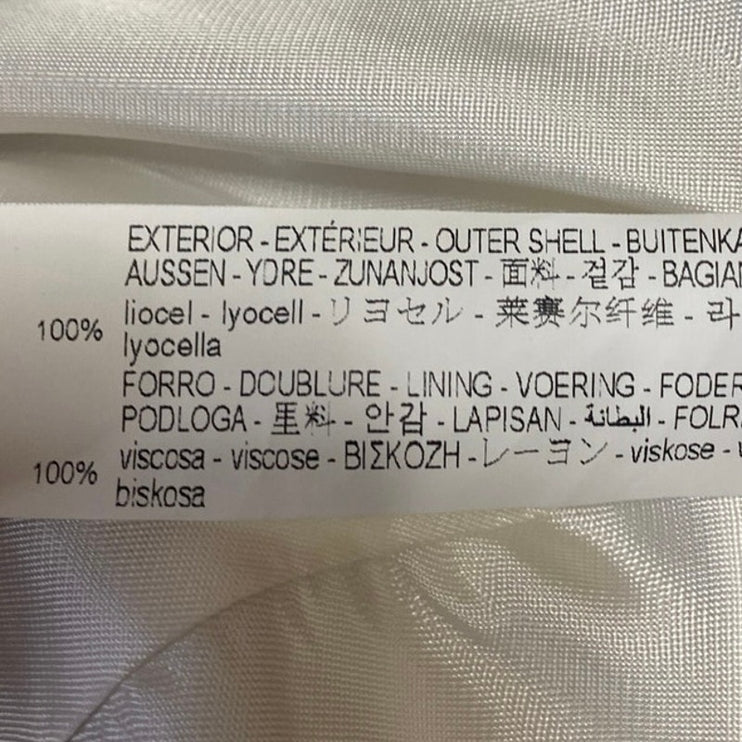 EXTERIOR - EXTÉRIEUR - OUTER SHELL - BUITENKA
AUSSEN - YDRE - ZUNANJOST - 面料 - 겉감 - BAGIA
100% liocel - lyocell - リヨセル - 莱赛尔纤维 - 라
lyocella
FORRO - DOUBLURE - LINING - VOERING - FODER
PODLOGA - 里料 - 안감 - LAPISAN - البطانة - FOLR
100% viscosa - viscose - ΒΙΣΚΟΖΗ - レーヨン - viskose -
biskosa